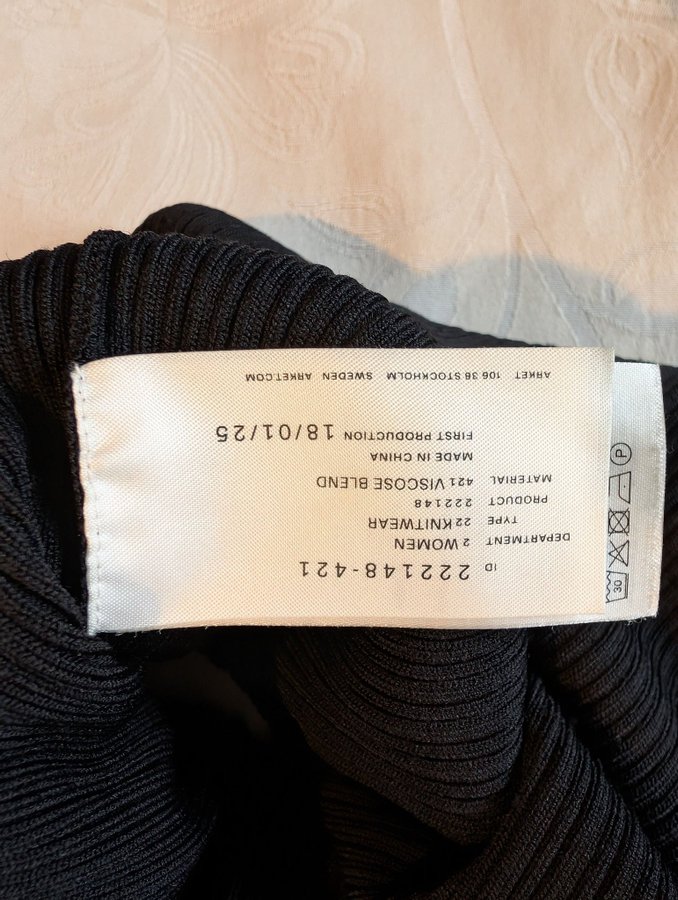 ID 222148-421
DEPARTMENT 2 WOMEN
TYPE 22 KNITWEAR
PRODUCT 222148
MATERIAL 421 VISCOSE BLEND
MADE IN CHINA
FIRST PRODUCTION 18/01/25
ARKET 106 38 STOCKHOLM SWEDEN ARKET.COM
30
P